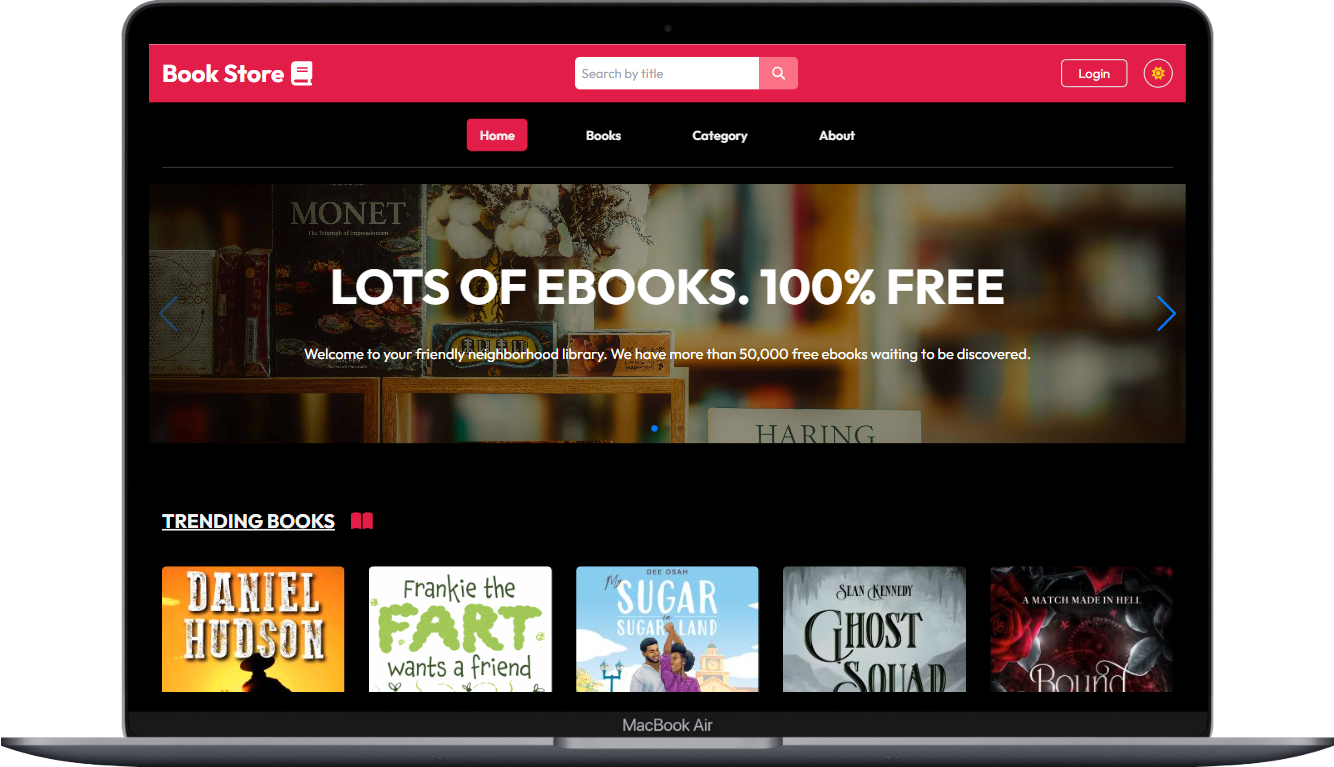 Book Store
Search by title
Login
Home
Books
Category
About
MONET
The Triumph of Impressionism
LOTS OF EBOOKS. 100% FREE
Welcome to your friendly neighborhood library. We have more than 50,000 free ebooks waiting to be discovered.
HARING
TRENDING BOOKS
DANIEL
HUDSON
Frankie the
FART
wants a friend
DEE OSAH
My
SUGAR
in
SUGAR LAND
SEAN KENNEDY
GHOST
SQUAD
A MATCH MADE IN HELL
Bound
MacBook Air